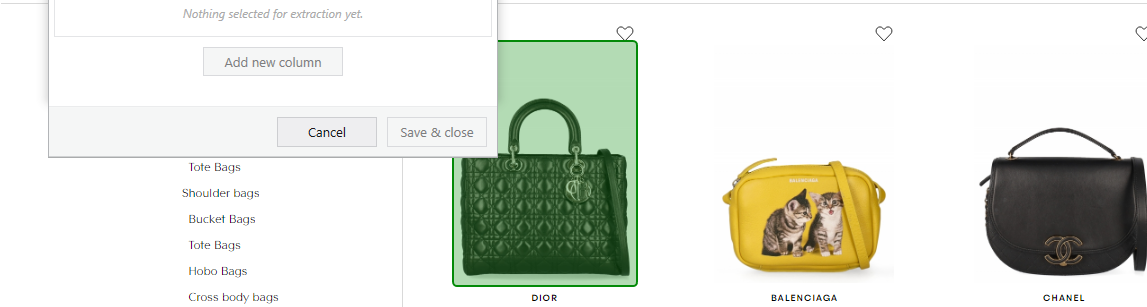 Nothing selected for extraction yet.
Add new column
Cancel
Save & close
Tote Bags
Shoulder bags
Bucket Bags
Tote Bags
Hobo Bags
Cross body bags
BALENCIAGA
DIOR
BALENCIAGA
CHANEL